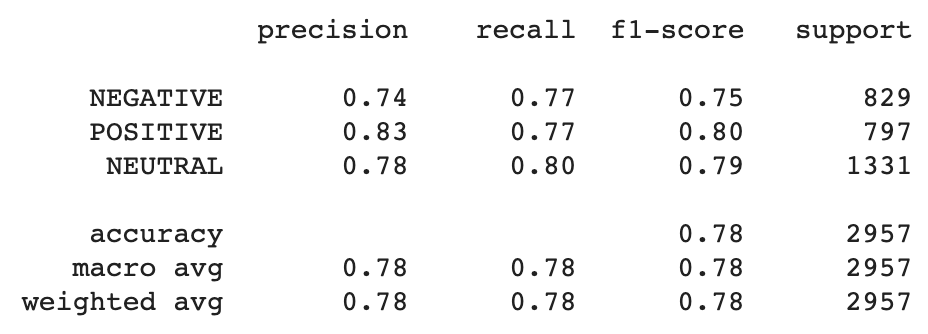 precision recall f1-score support
NEGATIVE 0.74 0.77 0.75 829
POSITIVE 0.83 0.77 0.80 797
NEUTRAL 0.78 0.80 0.79 1331
accuracy 0.78 2957
macro avg 0.78 0.78 0.78 2957
weighted avg 0.78 0.78 0.78 2957